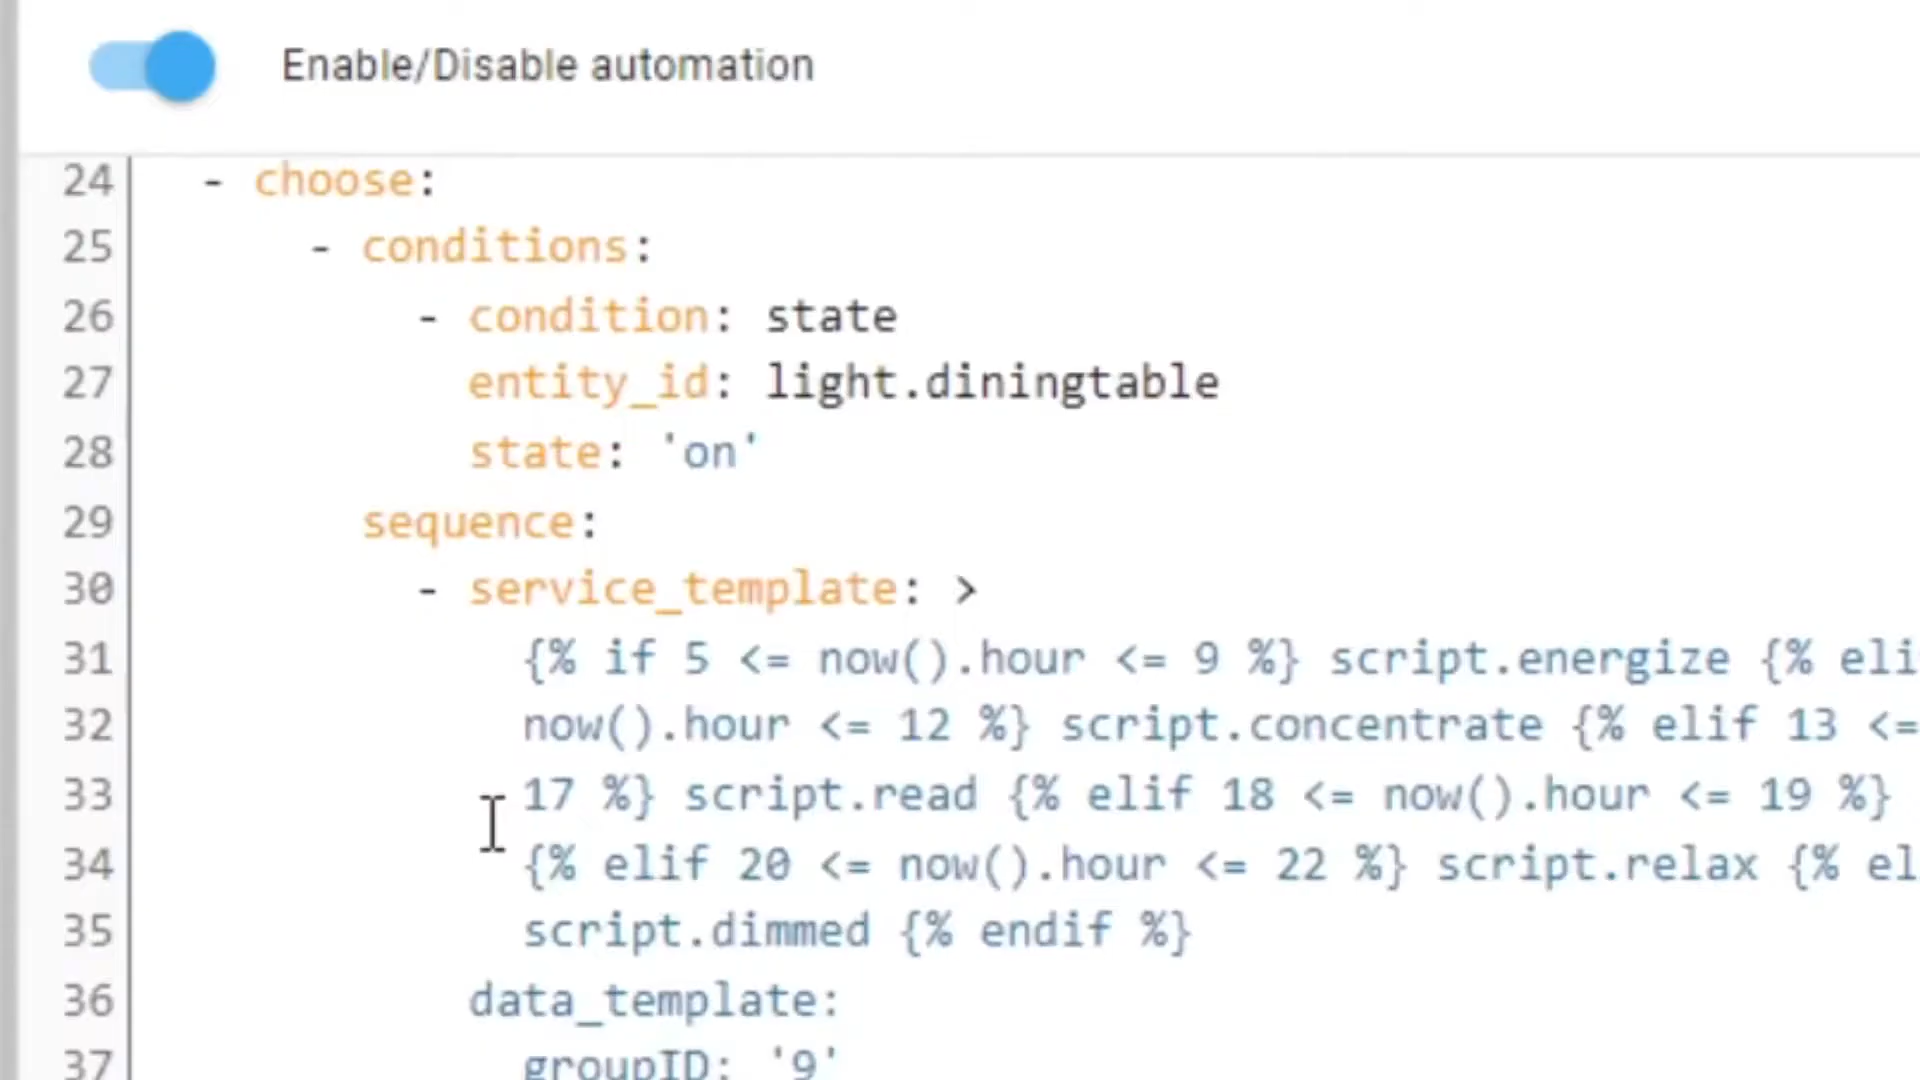 Enable/Disable automation
24 - choose:
25 - conditions:
26 - condition: state
27 entity_id: light.diningtable
28 state: 'on'
29 sequence:
30 - service_template: >
31 {% if 5 <= now().hour <= 9 %} script.energize {% eli
32 now().hour <= 12 %} script.concentrate {% elif 13 <=
33 17 %} script.read {% elif 18 <= now().hour <= 19 %}
34 {% elif 20 <= now().hour <= 22 %} script.relax {% el
35 script.dimmed {% endif %}
36 data_template:
37 groupID: '9'